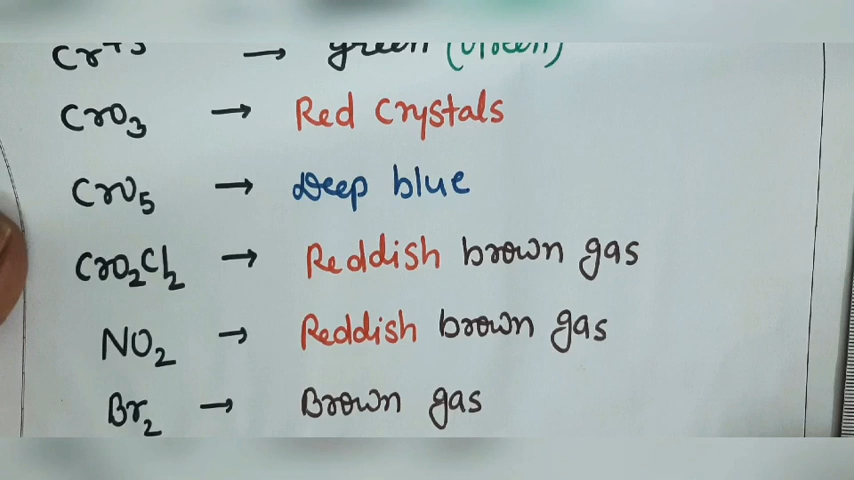 Cr+3 → green (violet)
CrO3 → Red Crystals
CrO5 → Deep blue
CrO2Cl2 → Reddish brown gas
NO2 → Reddish brown gas
Br2 → Brown gas